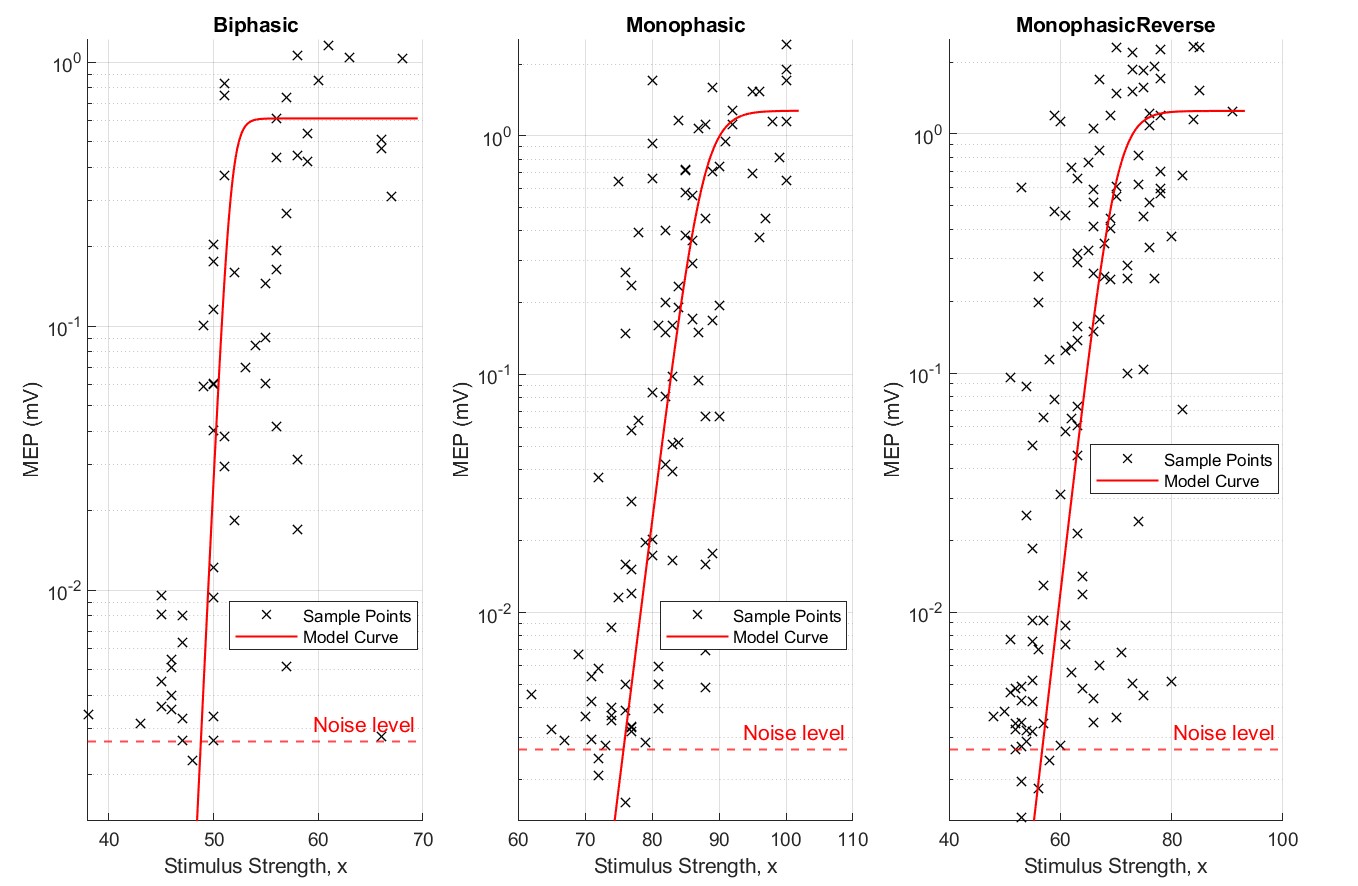 Biphasic
MEP (mV)
10^0
10^-1
10^-2
Noise level
Sample Points
Model Curve
40 50 60 70
Stimulus Strength, x
Monophasic
MEP (mV)
10^0
10^-1
10^-2
Noise level
Sample Points
Model Curve
60 70 80 90 100 110
Stimulus Strength, x
MonophasicReverse
MEP (mV)
10^0
10^-1
10^-2
Sample Points
Model Curve
Noise level
40 60 80 100
Stimulus Strength, x